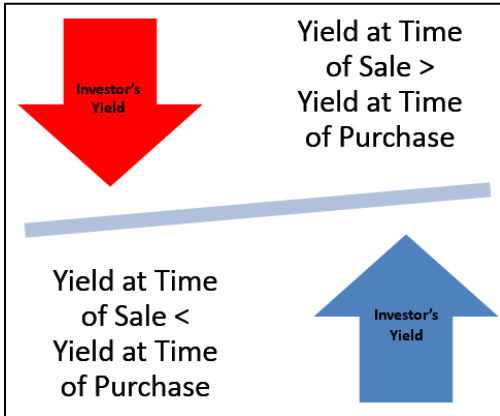 Investor's
Yield
Yield at Time
of Sale >
Yield at Time
of Purchase
Yield at Time
of Sale <
Yield at Time
of Purchase
Investor's
Yield